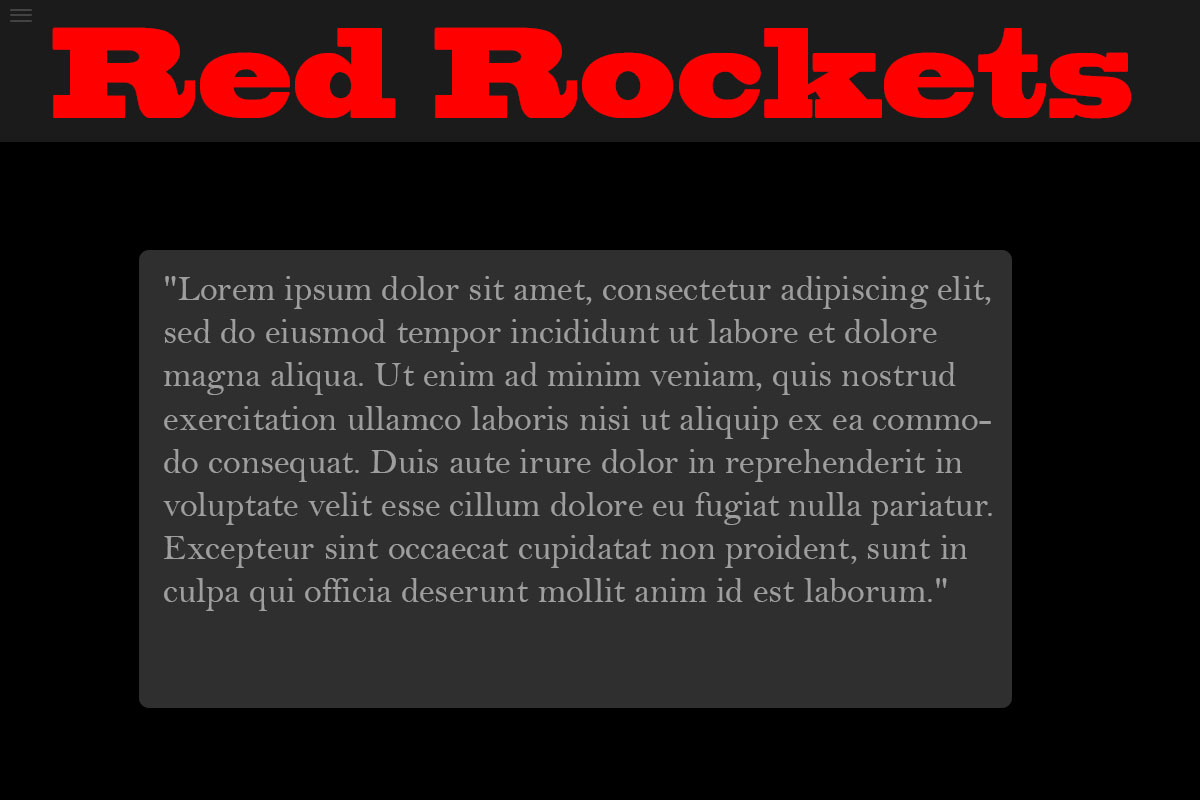 Red Rockets
"Lorem ipsum dolor sit amet, consectetur adipiscing elit,
sed do eiusmod tempor incididunt ut labore et dolore
magna aliqua. Ut enim ad minim veniam, quis nostrud
exercitation ullamco laboris nisi ut aliquip ex ea commo-
do consequat. Duis aute irure dolor in reprehenderit in
voluptate velit esse cillum dolore eu fugiat nulla pariatur.
Excepteur sint occaecat cupidatat non proident, sunt in
culpa qui officia deserunt mollit anim id est laborum."